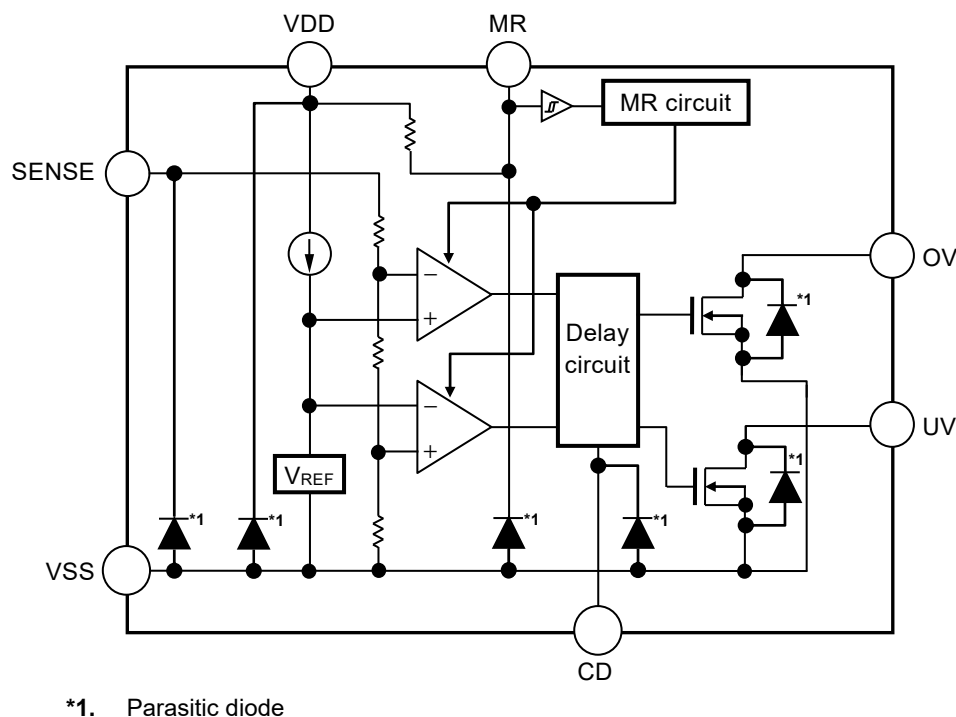 VDD
MR
MR circuit
SENSE
OV
*1
−
+
Delay
circuit
UV
−
+
*1
VREF
*1
*1
*1
*1
VSS
CD
*1. Parasitic diode